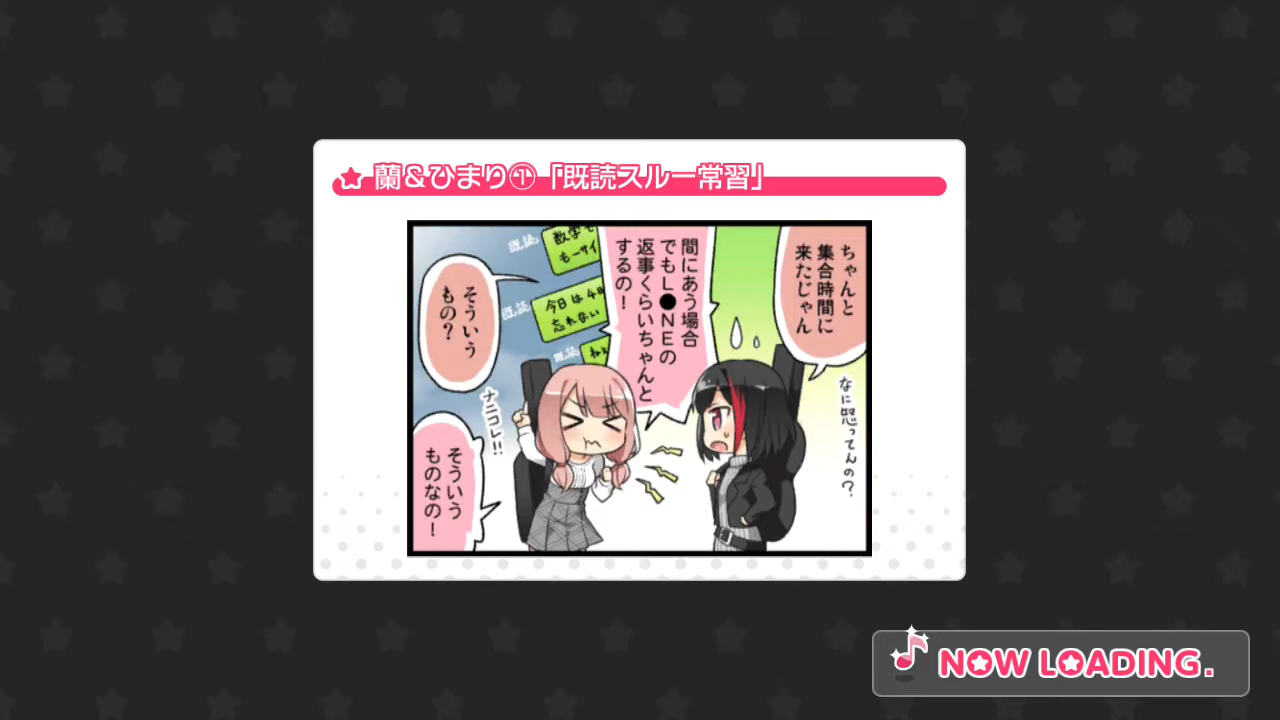 蘭&ひまり①「既読スルー常習」
ちゃんと
集合時間に
来たじゃん
なに怒ってんの?
間にあう場合
でもL●NEの
返事くらいちゃんと
するの!
既読
数学
もーサイ
既読
今日は4
忘れない
既読
そういう
もの?
ナニコレ!!
そういう
ものなの!
NOW LOADING.